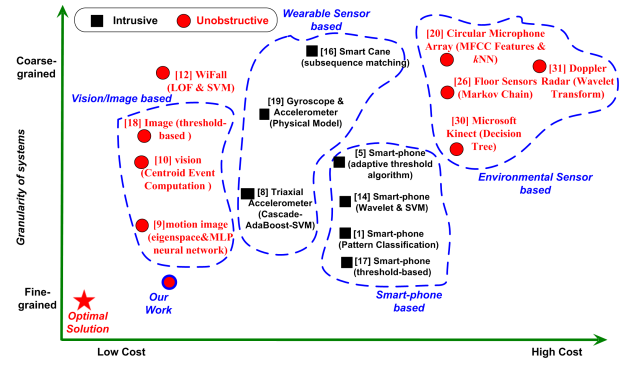 Intrusive
Unobstructive
Wearable Sensor
based
Coarse-
grained
[12] WiFall
(LOF & SVM)
[16] Smart Cane
(subsequence matching)
[20] Circular Microphone
Array (MFCC Features &
kNN)
[31] Doppler
Radar (Wavelet
Transform)
[26] Floor Sensors
(Markov Chain)
[30] Microsoft
Kinect (Decision
Tree)
Environmental Sensor
based
Vision/Image based
[18] Image (threshold-
based )
[10] vision
(Centroid Event
Computation )
[9]motion image
(eigenspace&MLP
neural network)
[19] Gyroscope &
Accelerometer
(Physical Model)
[8] Triaxial
Accelerometer
(Cascade-
AdaBoost-SVM)
[5] Smart-phone
(adaptive threshold
algorithm)
[14] Smart-phone
(Wavelet & SVM)
[1] Smart-phone
(Pattern Classification)
[17] Smart-phone
(threshold-based)
Smart-phone
based
Granularity of systems
Fine-
grained
Optimal
Solution
Our
Work
Low Cost
High Cost